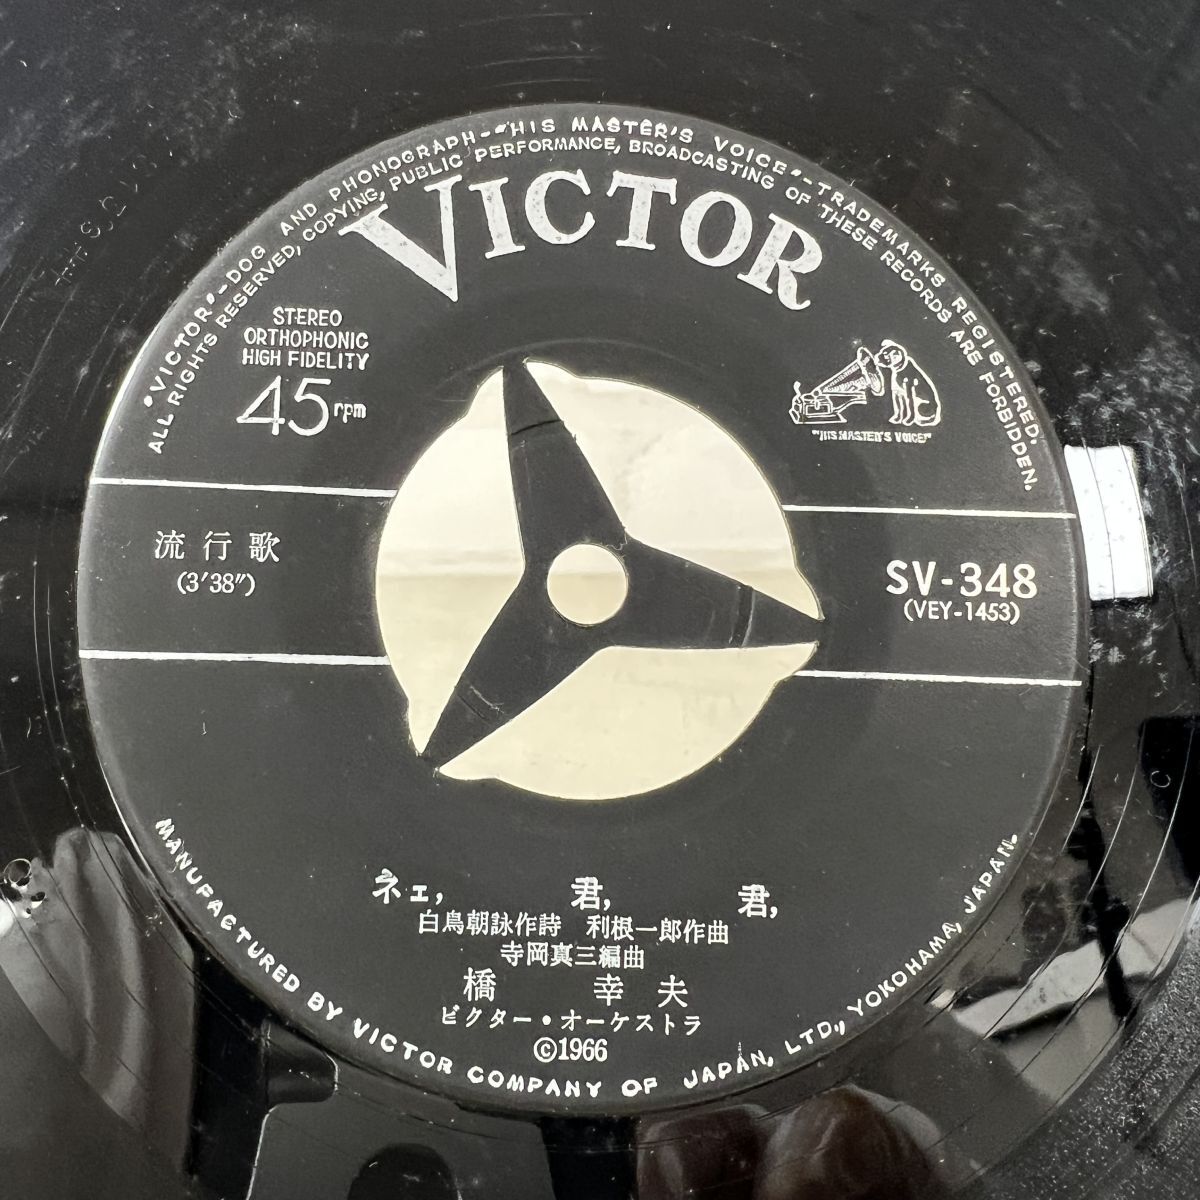 "VICTOR"-DOG AND PHONOGRAPH-"HIS MASTER'S VOICE"-TRADEMARKS REGISTERED.
ALL RIGHTS RESERVED, COPYING, PUBLIC PERFORMANCE, BROADCASTING OF THESE RECORDS ARE FORBIDDEN.
VICTOR
STEREO
ORTHOPHONIC
HIGH FIDELITY
45 rpm
"HIS MASTER'S VOICE"
流行歌
(3'38")
SV-348
(VEY-1453)
ネェ, 君, 君,
白鳥朝詠作詩 利根一郎作曲
寺岡真三編曲
橋 幸夫
ビクター・オーケストラ
©1966
MANUFACTURED BY VICTOR COMPANY OF JAPAN, LTD., YOKOHAMA, JAPAN.